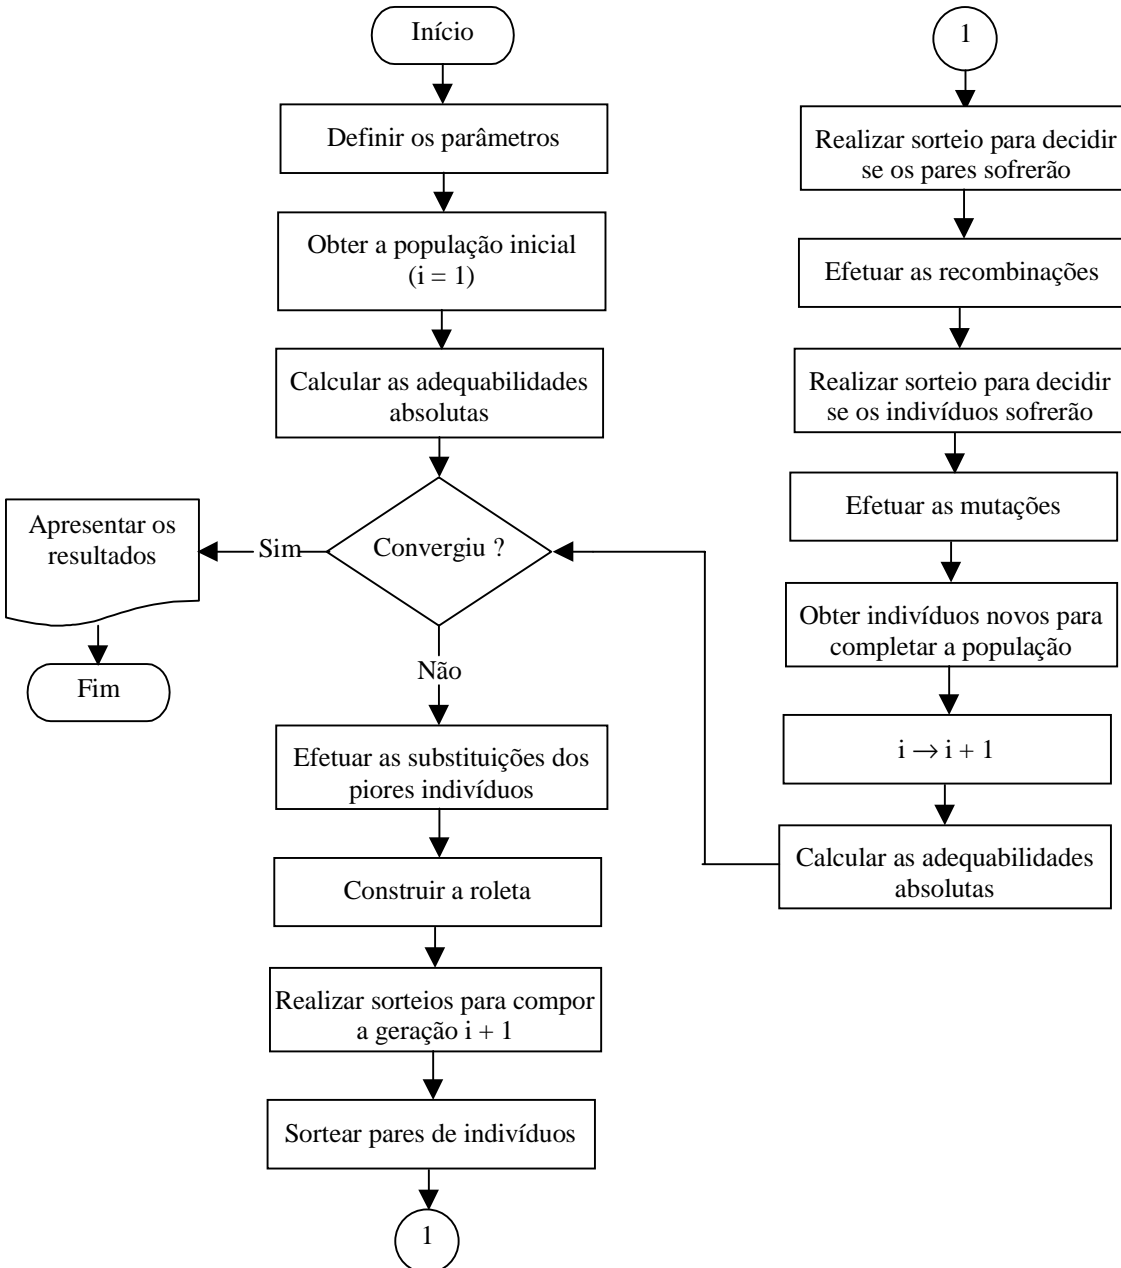 Início
Definir os parâmetros
Obter a população inicial
(i = 1)
Calcular as adequabilidades
absolutas
Convergiu ?
Sim
Apresentar os
resultados
Fim
Não
Efetuar as substituições dos
piores indivíduos
Construir a roleta
Realizar sorteios para compor
a geração i + 1
Sortear pares de indivíduos
1
1
Realizar sorteio para decidir
se os pares sofrerão
Efetuar as recombinações
Realizar sorteio para decidir
se os indivíduos sofrerão
Efetuar as mutações
Obter indivíduos novos para
completar a população
i → i + 1
Calcular as adequabilidades
absolutas